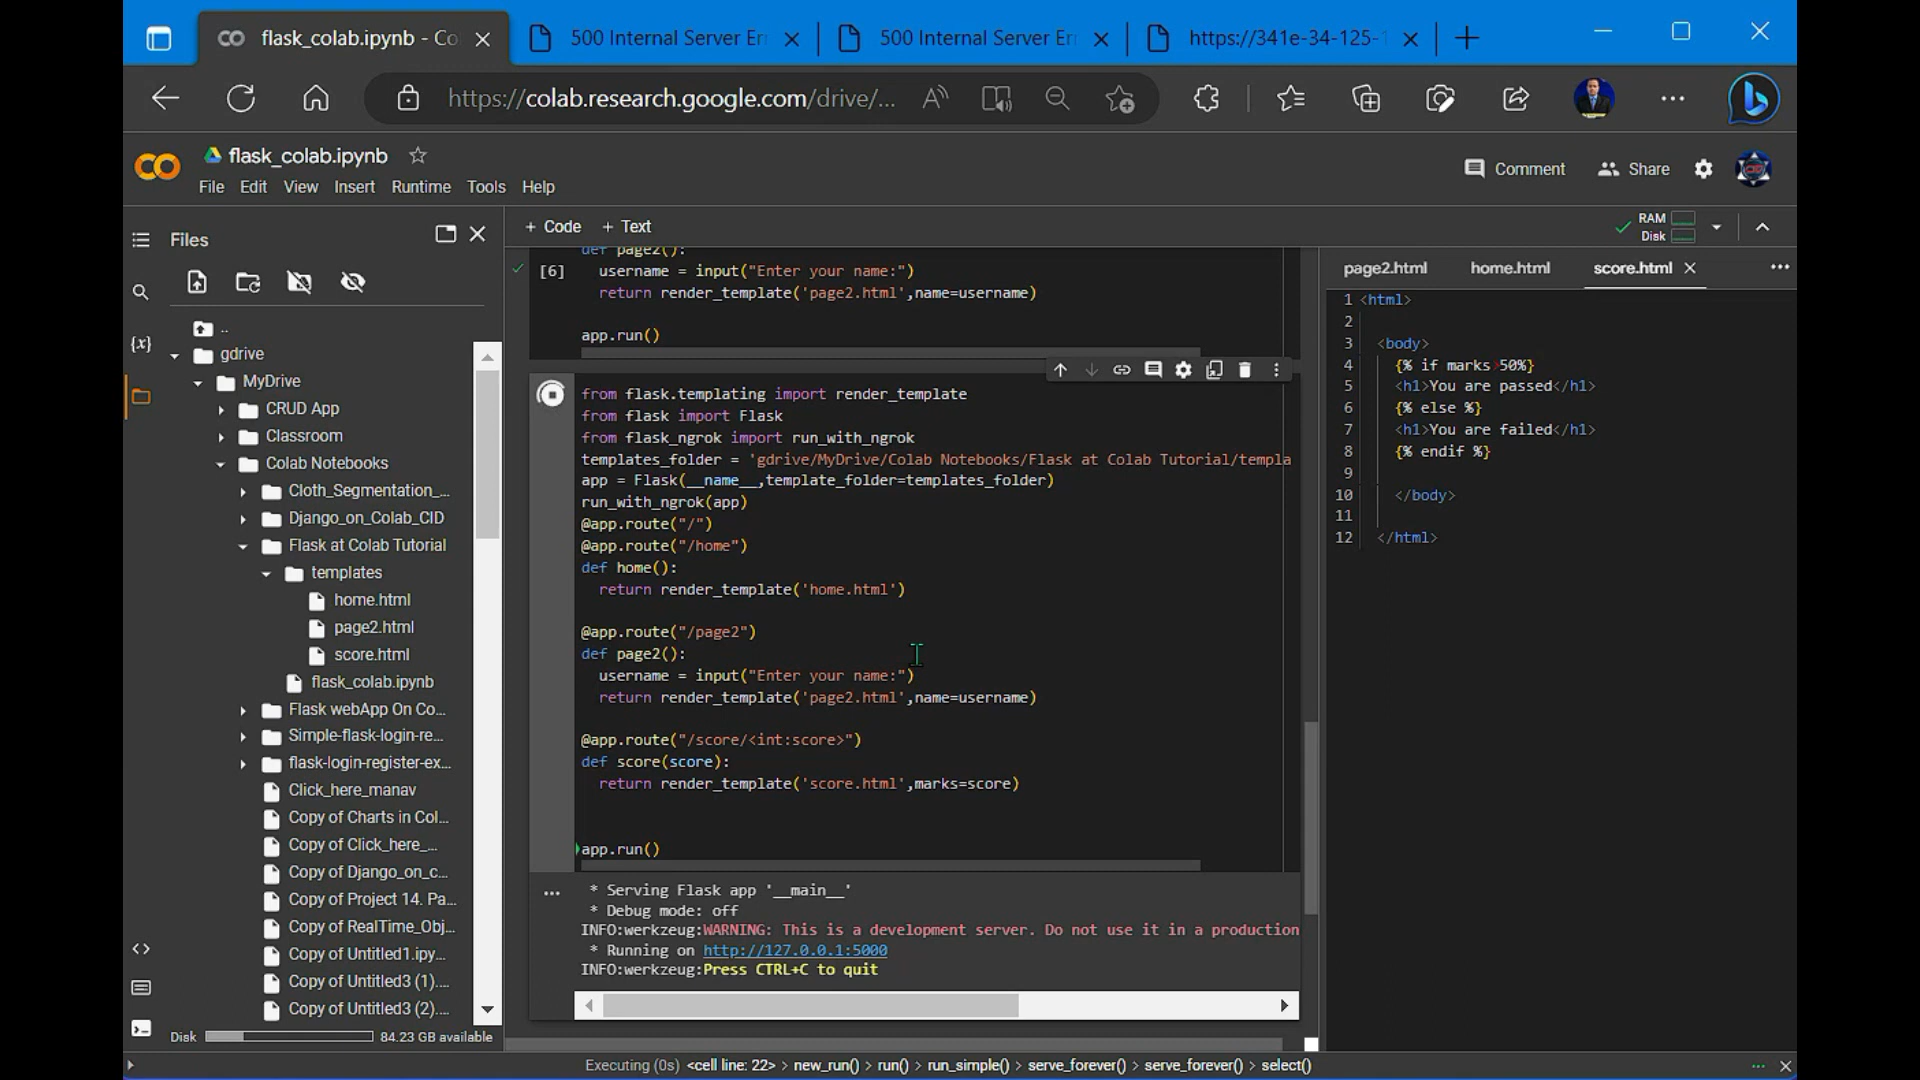 flask_colab.ipynb - Co
500 Internal Server Er
500 Internal Server Er
https://341e-34-125-1
https://colab.research.google.com/drive/...
flask_colab.ipynb
File Edit View Insert Runtime Tools Help
Comment
Share
Files
+ Code + Text
RAM
Disk
..
gdrive
MyDrive
CRUD App
Classroom
Colab Notebooks
Cloth_Segmentation_...
Django_on_Colab_CID
Flask at Colab Tutorial
templates
home.html
page2.html
score.html
flask_colab.ipynb
Flask webApp On Co...
Simple-flask-login-re...
flask-login-register-ex...
Click_here_manav
Copy of Charts in Col...
Copy of Click_here_...
Copy of Django_on_c...
Copy of Project 14. Pa...
Copy of RealTime_Obj...
Copy of Untitled1.ipy...
Copy of Untitled3 (1)....
Copy of Untitled3 (2)....
Disk 84.23 GB available
def page2():
[6] username = input("Enter your name:")
return render_template('page2.html',name=username)
app.run()
from flask.templating import render_template
from flask import Flask
from flask_ngrok import run_with_ngrok
templates_folder = 'gdrive/MyDrive/Colab Notebooks/Flask at Colab Tutorial/templa
app = Flask(__name__,template_folder=templates_folder)
run_with_ngrok(app)
@app.route("/")
@app.route("/home")
def home():
return render_template('home.html')
@app.route("/page2")
def page2():
username = input("Enter your name:")
return render_template('page2.html',name=username)
@app.route("/score/<int:score>")
def score(score):
return render_template('score.html',marks=score)
app.run()
* Serving Flask app '__main__'
* Debug mode: off
INFO:werkzeug:WARNING: This is a development server. Do not use it in a production
* Running on http://127.0.0.1:5000
INFO:werkzeug:Press CTRL+C to quit
page2.html home.html score.html
1 <html>
2
3 <body>
4 {% if marks>50%}
5 <h1>You are passed</h1>
6 {% else %}
7 <h1>You are failed</h1>
8 {% endif %}
9
10 </body>
11
12 </html>
Executing (0s) <cell line: 22> > new_run() > run() > run_simple() > serve_forever() > serve_forever() > select()